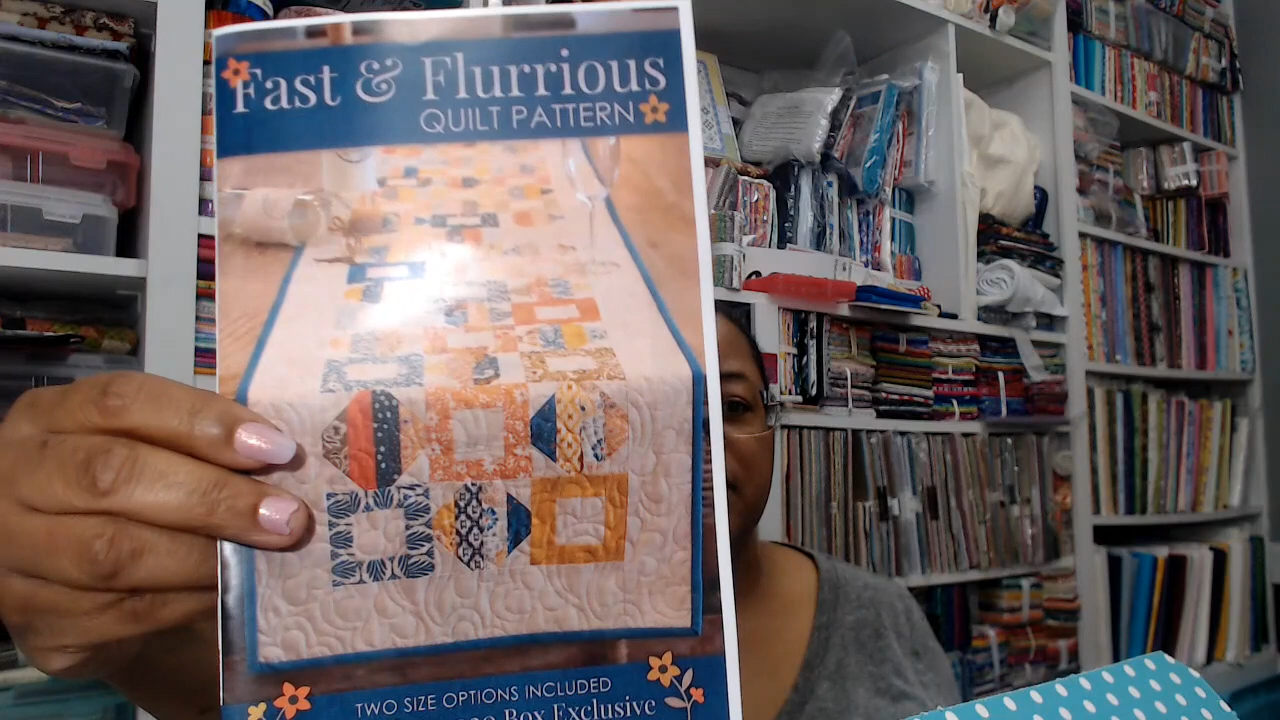 Fast & Flurrious
QUILT PATTERN
TWO SIZE OPTIONS INCLUDED
Box Exclusive